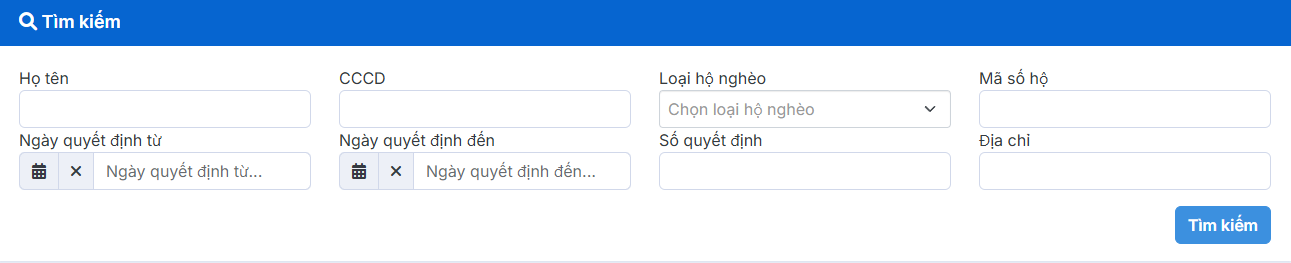 Tìm kiếm
Họ tên CCCD Loại hộ nghèo Mã số hộ
Chọn loại hộ nghèo
Ngày quyết định từ Ngày quyết định đến Số quyết định Địa chỉ
Ngày quyết định từ... Ngày quyết định đến...
Tìm kiếm